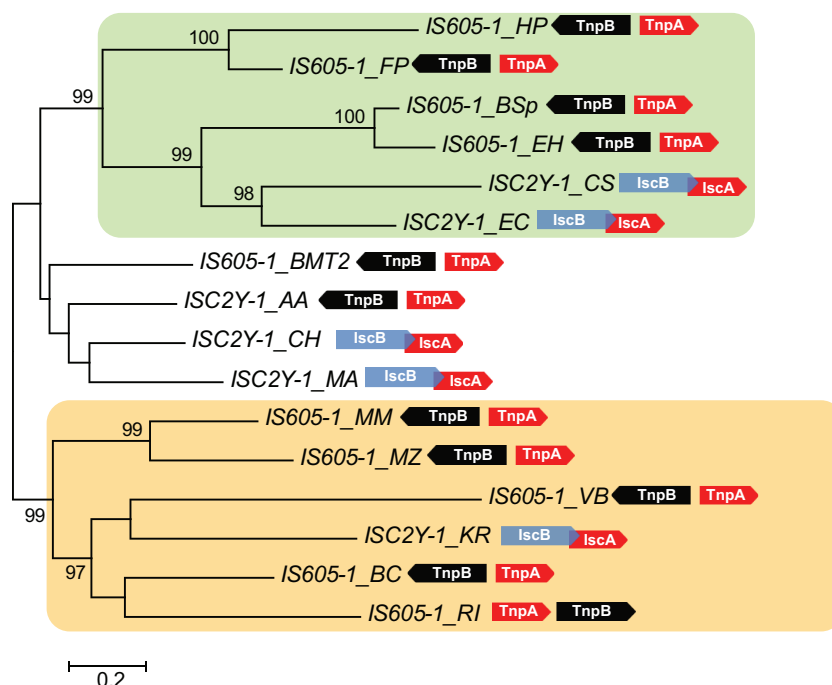 100 IS605-1_HP TnpB TnpA
IS605-1_FP TnpB TnpA
99
100 IS605-1_BSp TnpB TnpA
IS605-1_EH TnpB TnpA
99
98 ISC2Y-1_CS IscB IscA
ISC2Y-1_EC IscB IscA
IS605-1_BMT2 TnpB TnpA
ISC2Y-1_AA TnpB TnpA
ISC2Y-1_CH IscB IscA
ISC2Y-1_MA IscB IscA
99 IS605-1_MM TnpB TnpA
IS605-1_MZ TnpB TnpA
99
IS605-1_VB TnpB TnpA
ISC2Y-1_KR IscB IscA
97
IS605-1_BC TnpB TnpA
IS605-1_RI TnpA TnpB
0.2